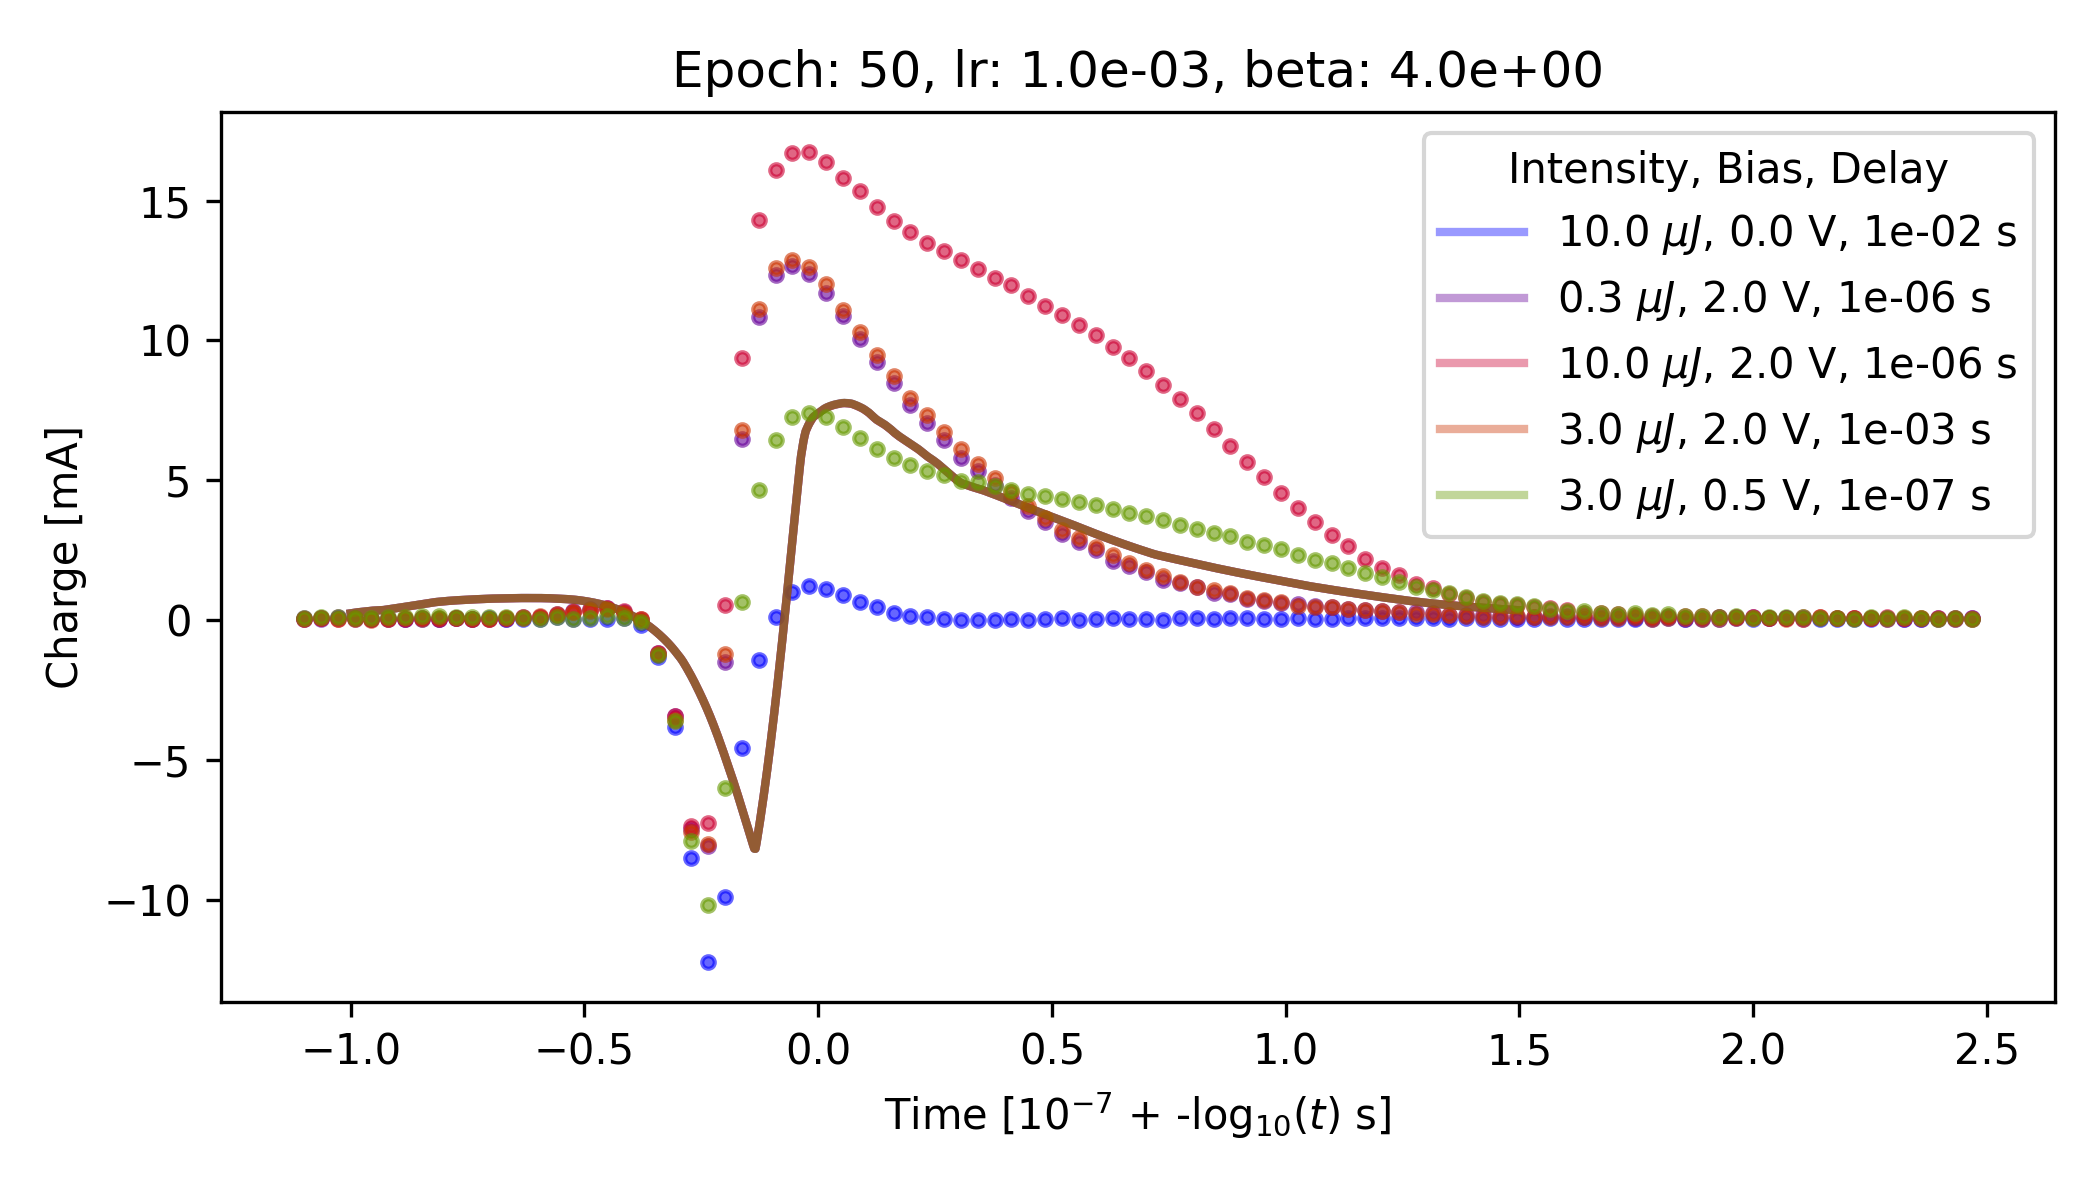 Epoch: 50, lr: 1.0e-03, beta: 4.0e+00
Charge [mA]
15
10
5
0
−5
−10
Intensity, Bias, Delay
10.0 μJ, 0.0 V, 1e-02 s
0.3 μJ, 2.0 V, 1e-06 s
10.0 μJ, 2.0 V, 1e-06 s
3.0 μJ, 2.0 V, 1e-03 s
3.0 μJ, 0.5 V, 1e-07 s
−1.0 −0.5 0.0 0.5 1.0 1.5 2.0 2.5
Time [10⁻⁷ + -log₁₀(t) s]